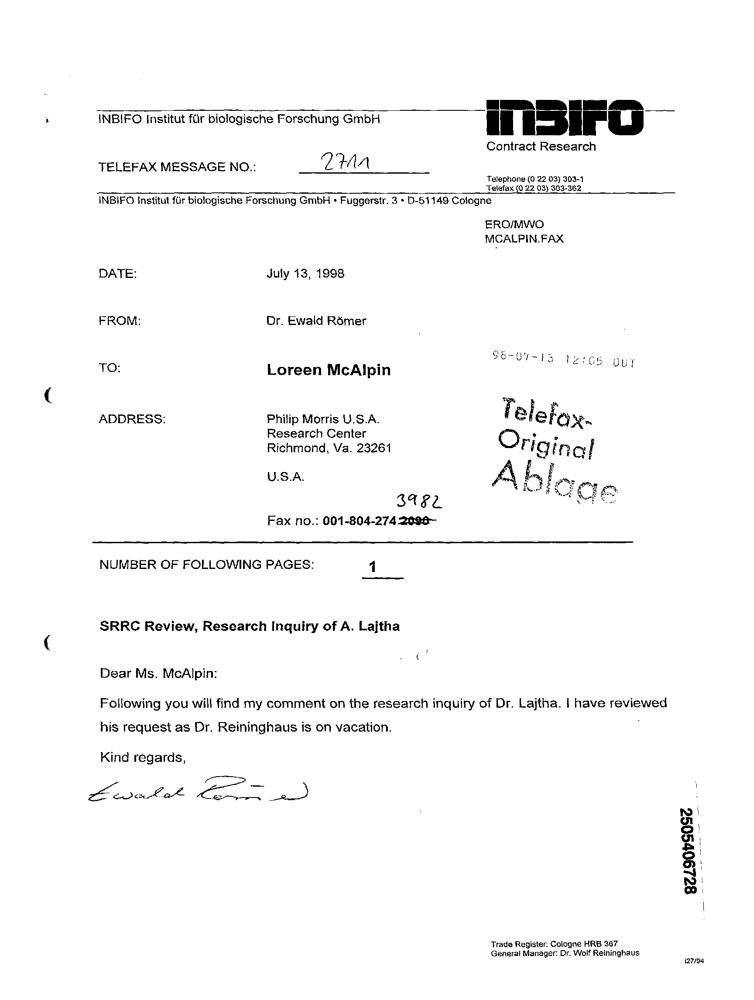 INBIFO Institut für biologische Forschung GmbH
INBIFO
Contract Research
TELEFAX MESSAGE NO.: 2711
Telephone (0 22 03) 303-1
Telefax (0 22 03) 303-362
INBIFO Institut für biologische Forschung GmbH • Fuggerstr. 3 • D-51149 Cologne
ERO/MWO
MCALPIN.FAX
DATE: July 13, 1998
FROM: Dr. Ewald Römer
98-07-13 12:05 OUT
TO: Loreen McAlpin
ADDRESS: Philip Morris U.S.A.
Research Center
Richmond, Va. 23261
U.S.A.
Telefax-
Original
Ablage
3982
Fax no.: 001-804-274-2090
NUMBER OF FOLLOWING PAGES: 1
SRRC Review, Research Inquiry of A. Lajtha
Dear Ms. McAlpin:
Following you will find my comment on the research inquiry of Dr. Lajtha. I have reviewed
his request as Dr. Reininghaus is on vacation.
Kind regards,
Ewald Römer
2505406728
Trade Register: Cologne HRB 367
General Manager: Dr. Wolf Reininghaus
i27/94